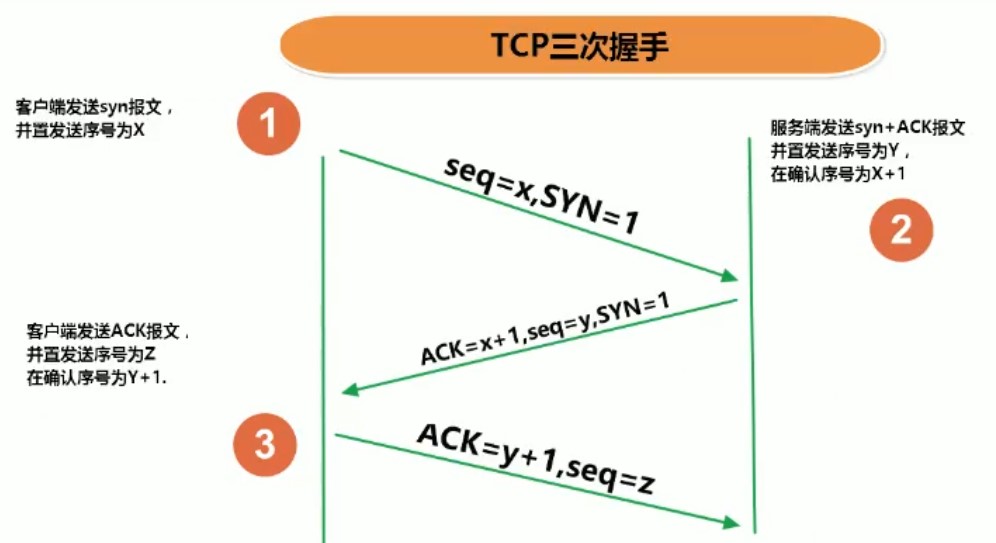 TCP三次握手
客户端发送syn报文，
并置发送序号为X
1
服务端发送syn+ACK报文
并置发送序号为Y，
在确认序号为X+1
2
seq=x,SYN=1
ACK=x+1,seq=y,SYN=1
客户端发送ACK报文，
并置发送序号为Z
在确认序号为Y+1.
3
ACK=y+1,seq=z